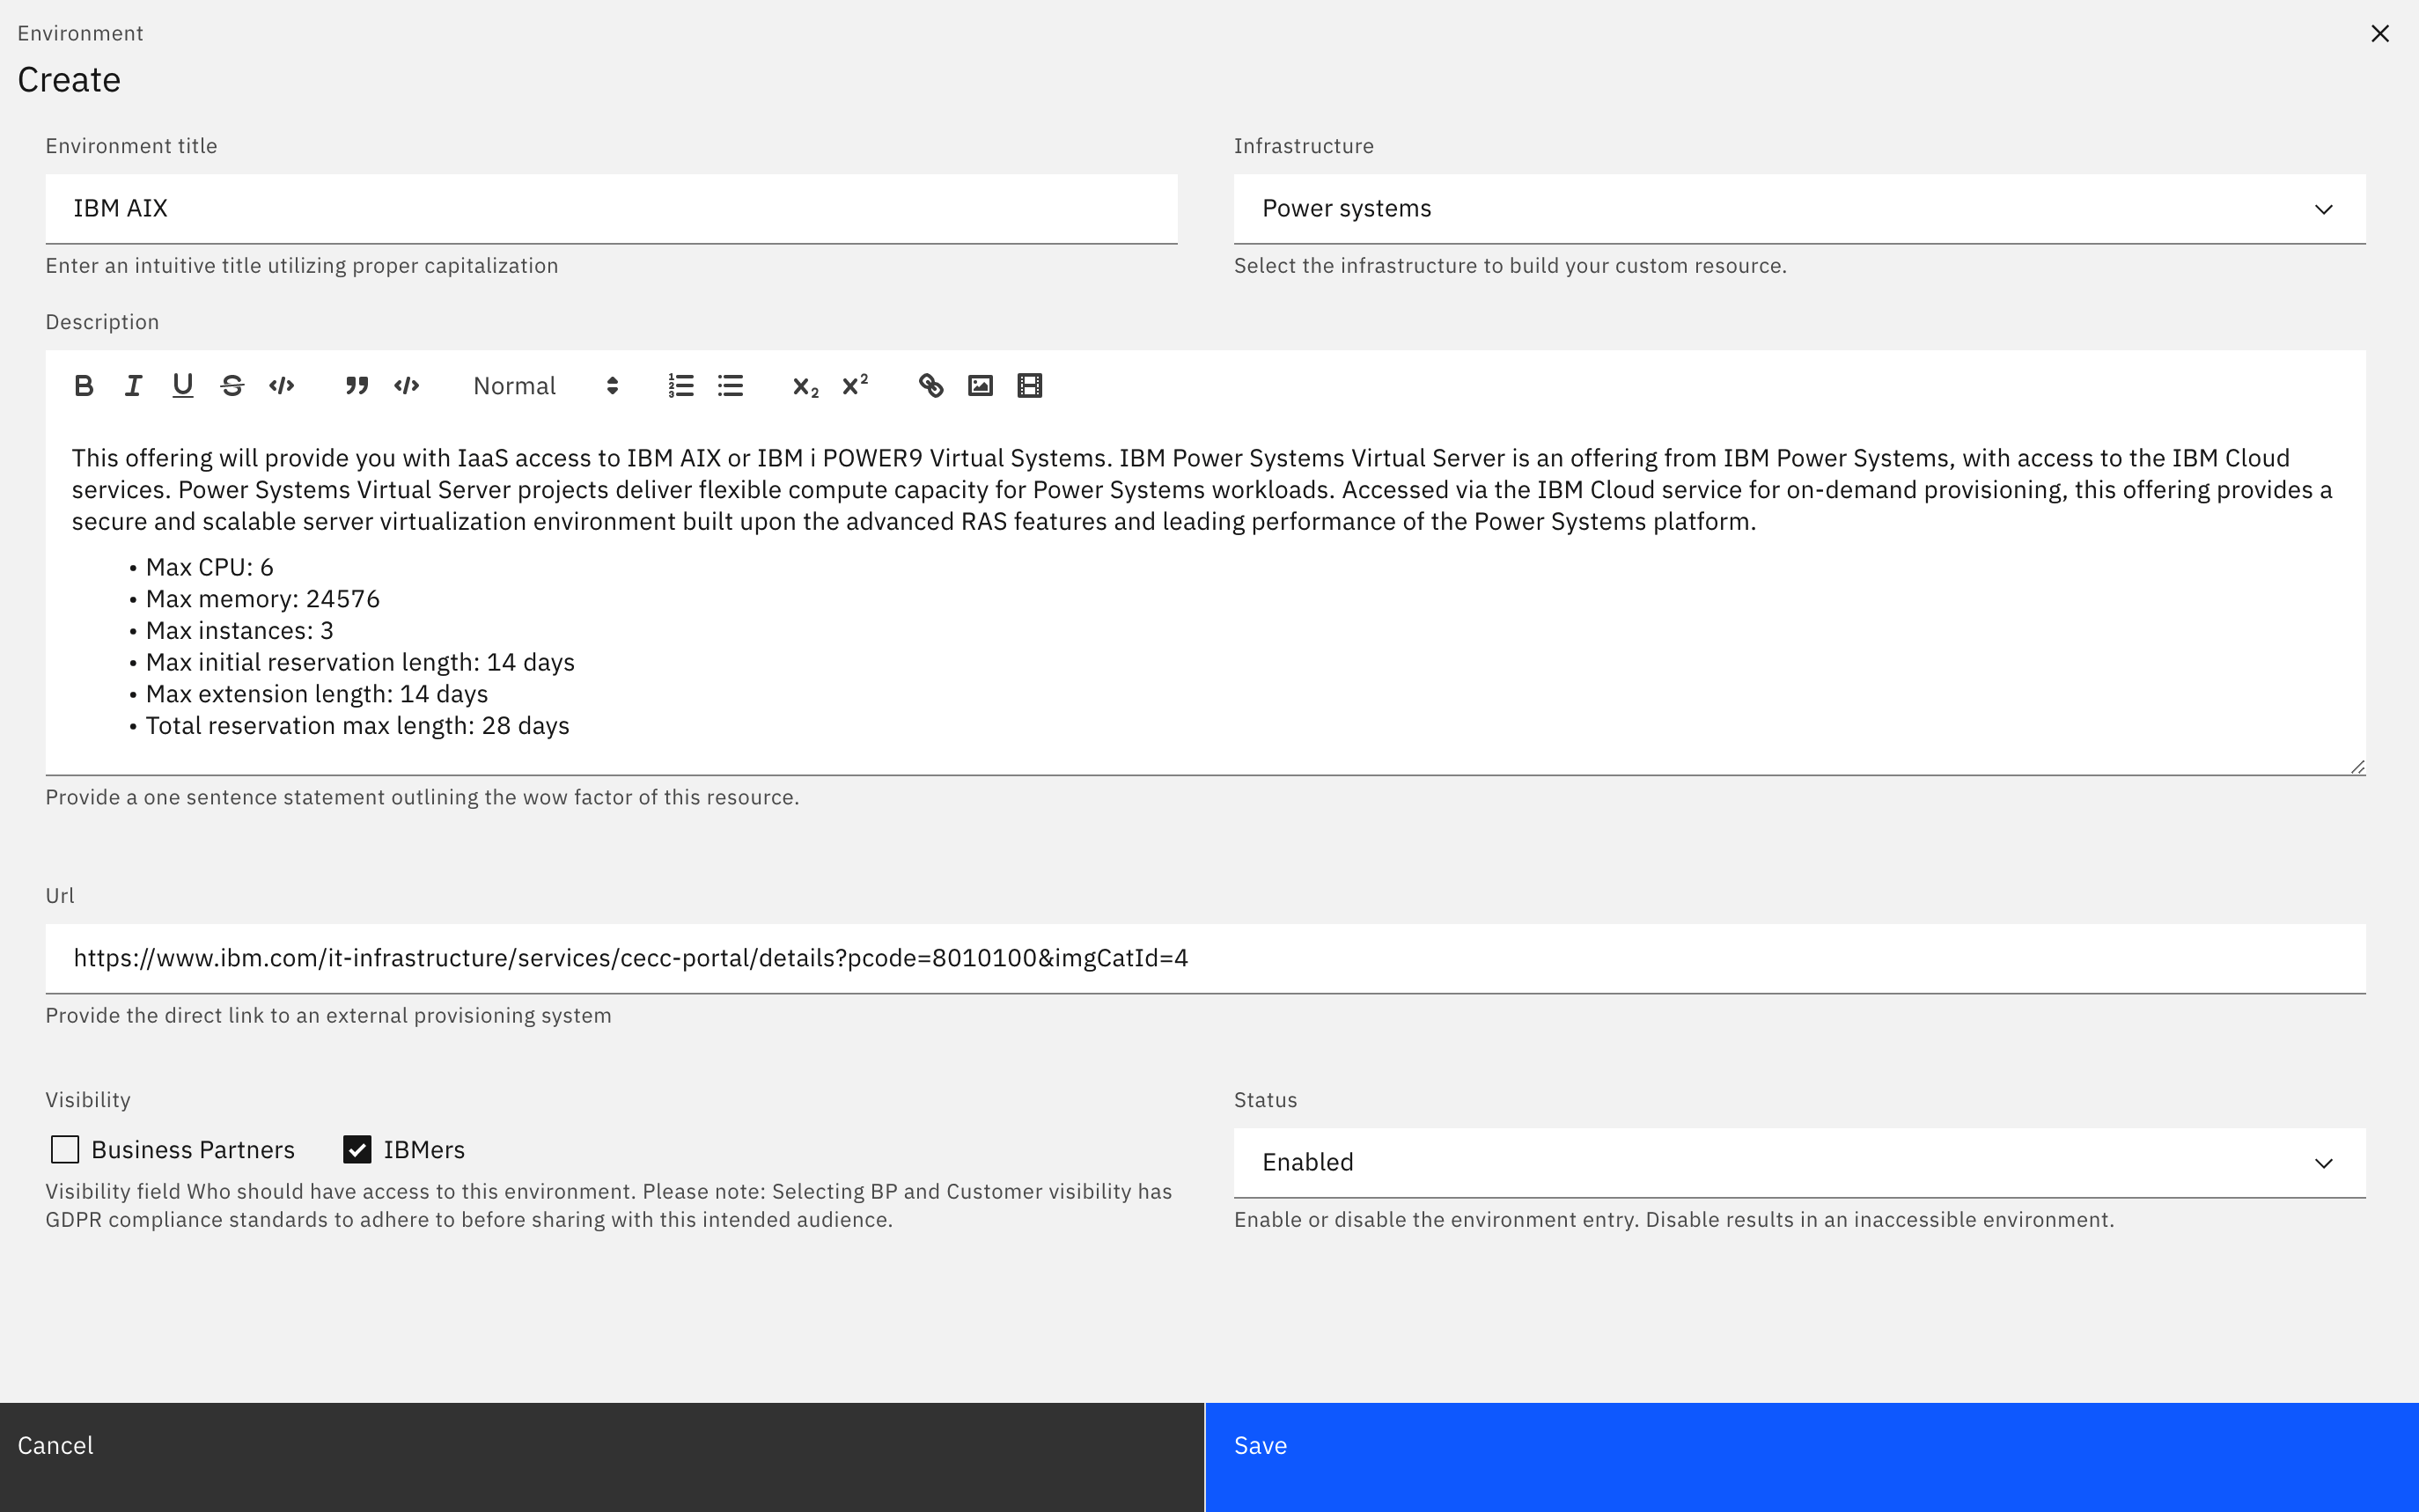 Environment
Create
Environment title
IBM AIX
Enter an intuitive title utilizing proper capitalization
Infrastructure
Power systems
Select the infrastructure to build your custom resource.
Description
Normal
This offering will provide you with IaaS access to IBM AIX or IBM i POWER9 Virtual Systems. IBM Power Systems Virtual Server is an offering from IBM Power Systems, with access to the IBM Cloud
services. Power Systems Virtual Server projects deliver flexible compute capacity for Power Systems workloads. Accessed via the IBM Cloud service for on-demand provisioning, this offering provides a
secure and scalable server virtualization environment built upon the advanced RAS features and leading performance of the Power Systems platform.
• Max CPU: 6
• Max memory: 24576
• Max instances: 3
• Max initial reservation length: 14 days
• Max extension length: 14 days
• Total reservation max length: 28 days
Provide a one sentence statement outlining the wow factor of this resource.
Url
https://www.ibm.com/it-infrastructure/services/cecc-portal/details?pcode=8010100&imgCatId=4
Provide the direct link to an external provisioning system
Visibility
Business Partners
IBMers
Visibility field Who should have access to this environment. Please note: Selecting BP and Customer visibility has
GDPR compliance standards to adhere to before sharing with this intended audience.
Status
Enabled
Enable or disable the environment entry. Disable results in an inaccessible environment.
Cancel
Save